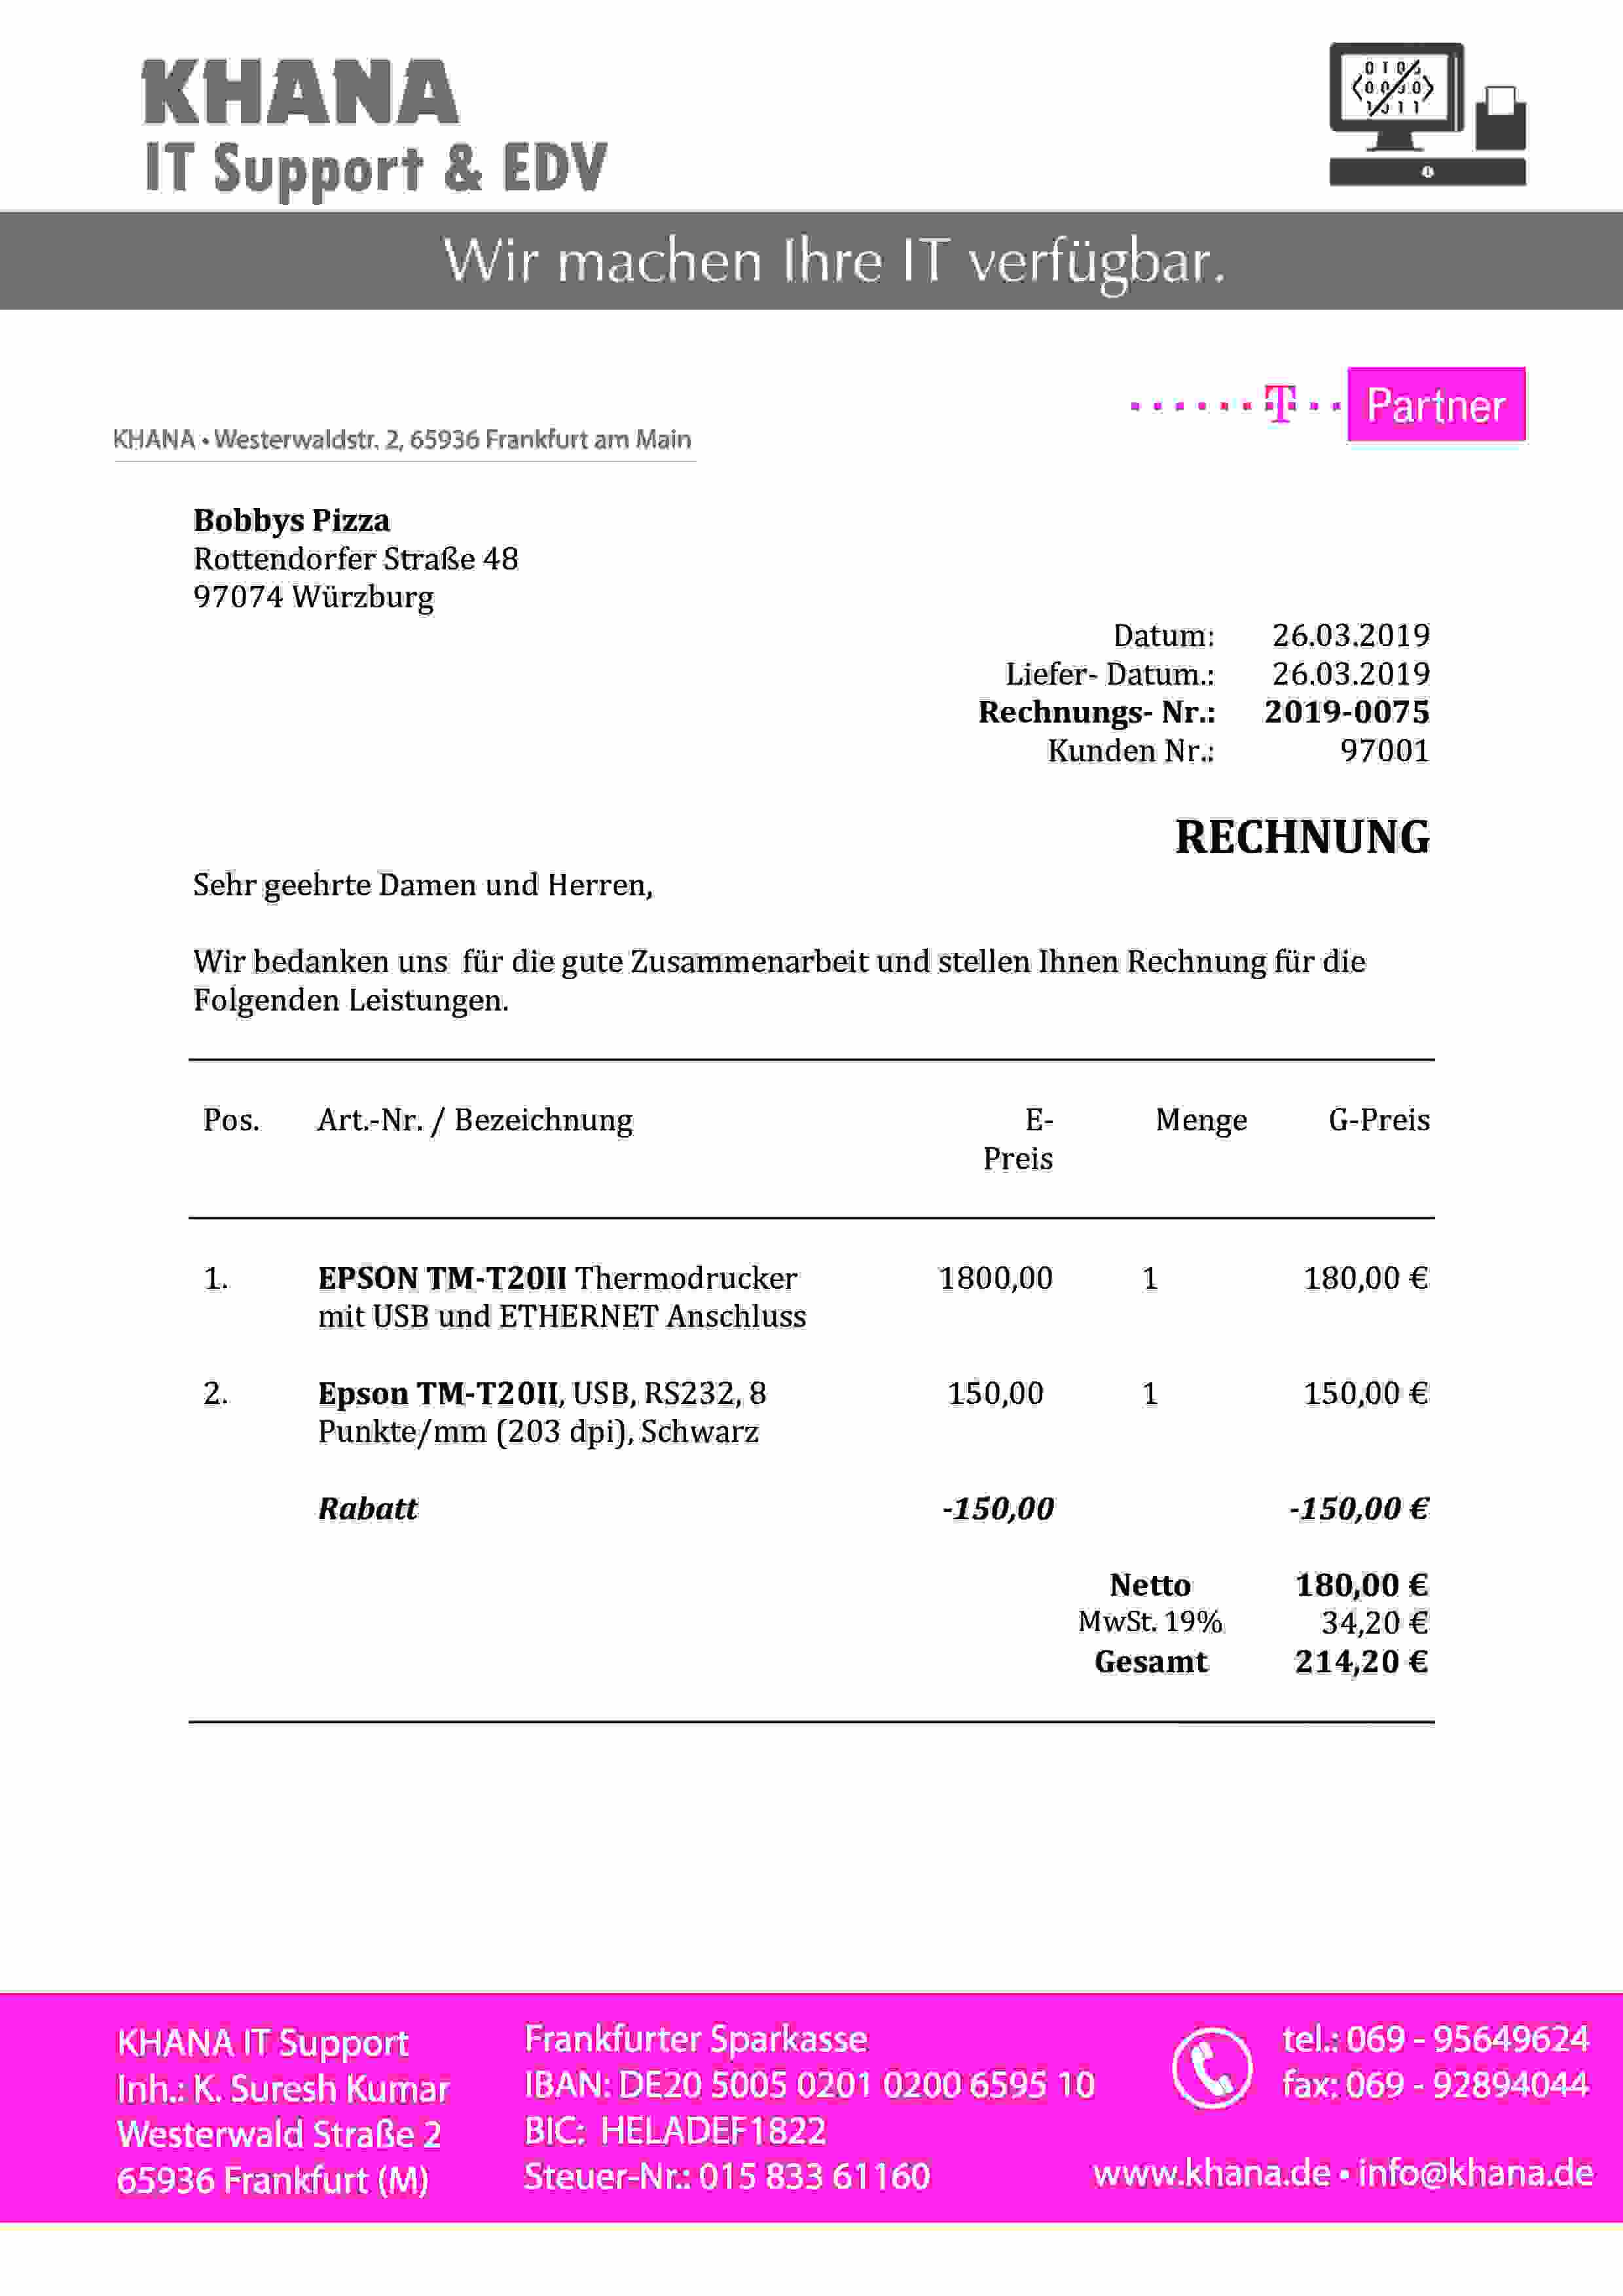 KHANA
IT Support & EDV
Wir machen Ihre IT verfügbar.
T Partner
KHANA • Westerwaldstr. 2, 65936 Frankfurt am Main
Bobbys Pizza
Rottendorfer Straße 48
97074 Würzburg
Datum: 26.03.2019
Liefer- Datum.: 26.03.2019
Rechnungs- Nr.: 2019-0075
Kunden Nr.: 97001
RECHNUNG
Sehr geehrte Damen und Herren,
Wir bedanken uns für die gute Zusammenarbeit und stellen Ihnen Rechnung für die
Folgenden Leistungen.
Pos. Art.-Nr. / Bezeichnung E- Menge G-Preis
Preis
1. EPSON TM-T20II Thermodrucker 1800,00 1 180,00 €
mit USB und ETHERNET Anschluss
2. Epson TM-T20II, USB, RS232, 8 150,00 1 150,00 €
Punkte/mm (203 dpi), Schwarz
Rabatt -150,00 -150,00 €
Netto 180,00 €
MwSt. 19% 34,20 €
Gesamt 214,20 €
KHANA IT Support
Inh.: K. Suresh Kumar
Westerwald Straße 2
65936 Frankfurt (M)
Frankfurter Sparkasse
IBAN: DE20 5005 0201 0200 6595 10
BIC: HELADEF1822
Steuer-Nr.: 015 833 61160
tel.: 069 - 95649624
fax: 069 - 92894044
www.khana.de • info@khana.de